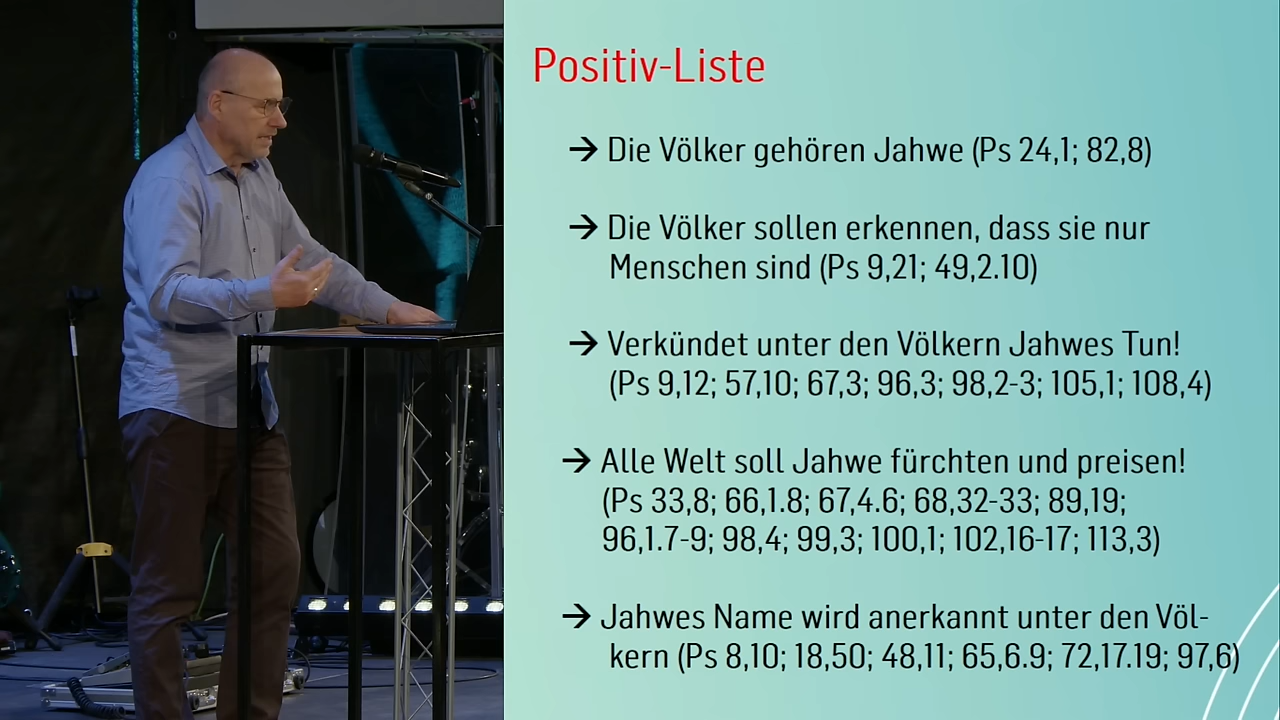 Positiv-Liste
→ Die Völker gehören Jahwe (Ps 24,1; 82,8)
→ Die Völker sollen erkennen, dass sie nur
Menschen sind (Ps 9,21; 49,2.10)
→ Verkündet unter den Völkern Jahwes Tun!
(Ps 9,12; 57,10; 67,3; 96,3; 98,2-3; 105,1; 108,4)
→ Alle Welt soll Jahwe fürchten und preisen!
(Ps 33,8; 66,1.8; 67,4.6; 68,32-33; 89,19;
96,1.7-9; 98,4; 99,3; 100,1; 102,16-17; 113,3)
→ Jahwes Name wird anerkannt unter den Völ-
kern (Ps 8,10; 18,50; 48,11; 65,6.9; 72,17.19; 97,6)